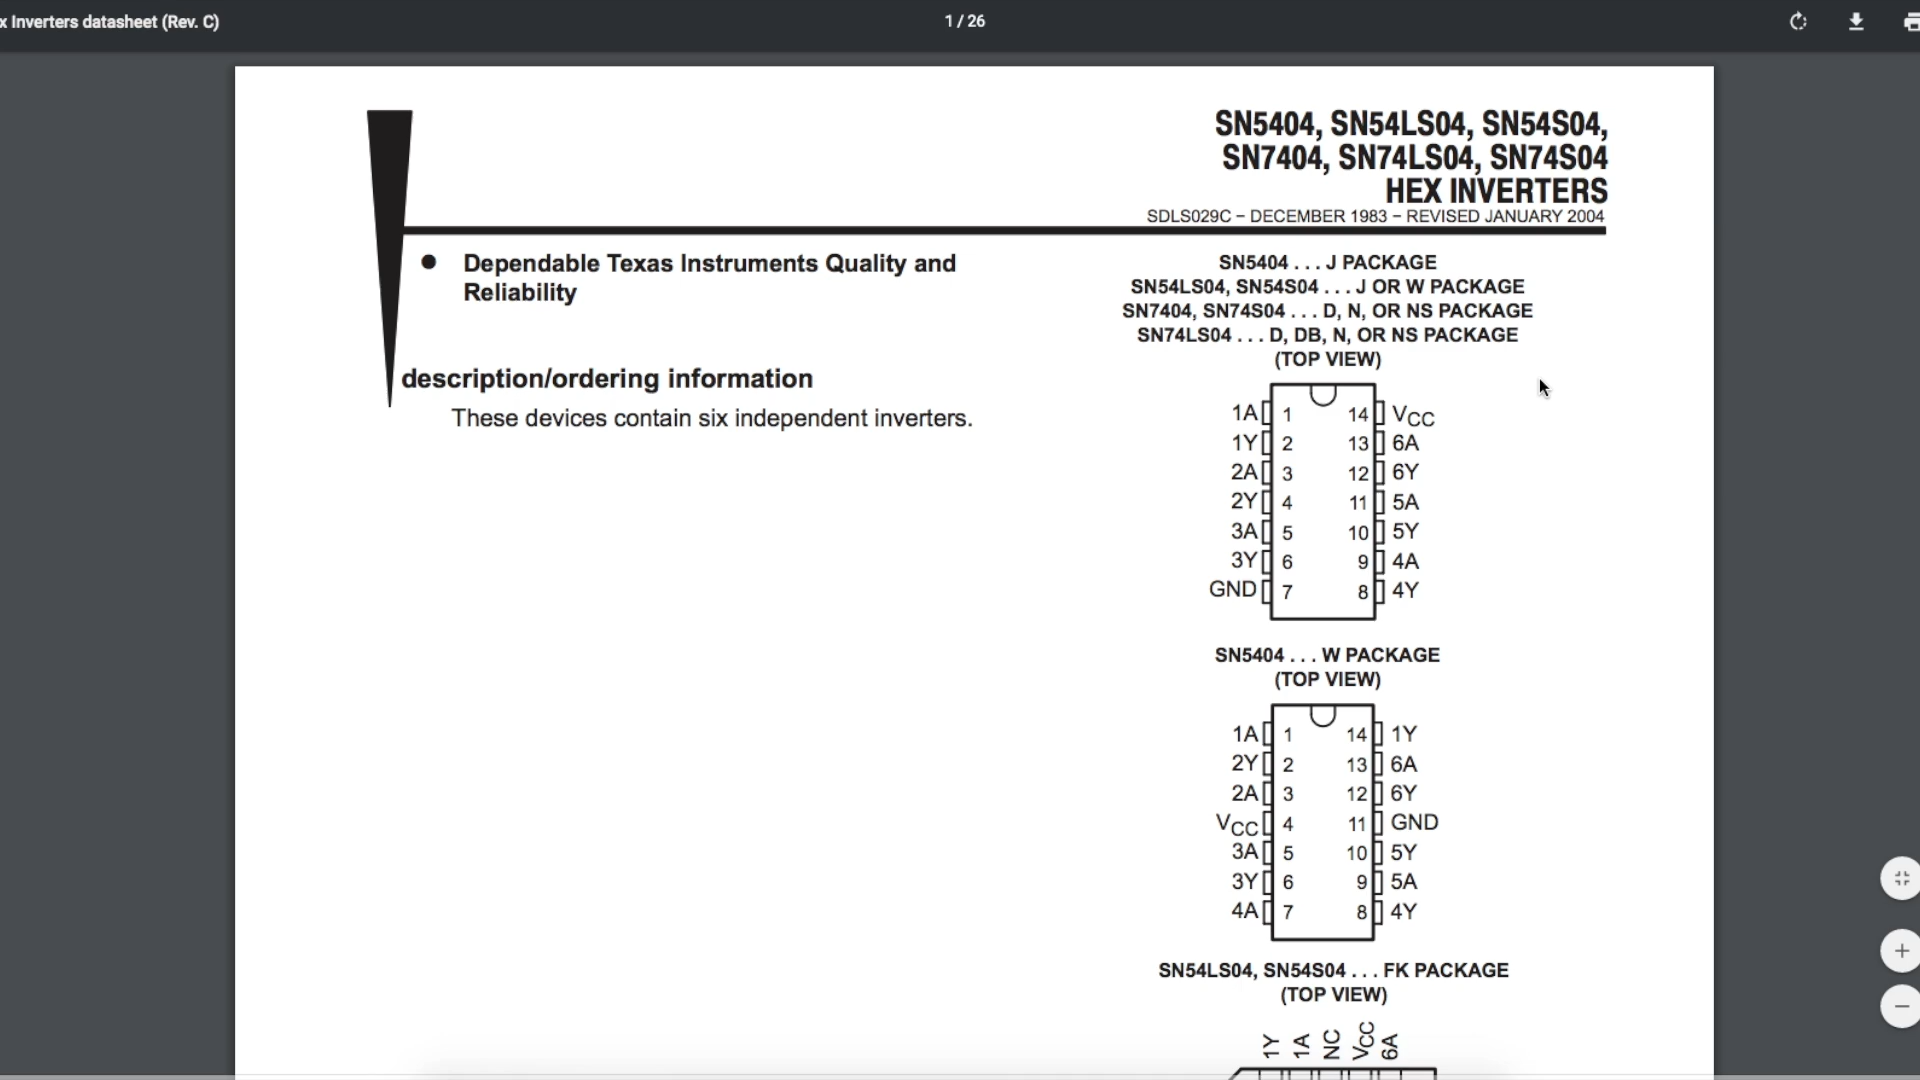 x Inverters datasheet (Rev. C)
1 / 26
SN5404, SN54LS04, SN54S04,
SN7404, SN74LS04, SN74S04
HEX INVERTERS
SDLS029C – DECEMBER 1983 – REVISED JANUARY 2004
● Dependable Texas Instruments Quality and
Reliability
description/ordering information
These devices contain six independent inverters.
SN5404 . . . J PACKAGE
SN54LS04, SN54S04 . . . J OR W PACKAGE
SN7404, SN74S04 . . . D, N, OR NS PACKAGE
SN74LS04 . . . D, DB, N, OR NS PACKAGE
(TOP VIEW)
1A 1 14 VCC
1Y 2 13 6A
2A 3 12 6Y
2Y 4 11 5A
3A 5 10 5Y
3Y 6 9 4A
GND 7 8 4Y
SN5404 . . . W PACKAGE
(TOP VIEW)
1A 1 14 1Y
2Y 2 13 6A
2A 3 12 6Y
VCC 4 11 GND
3A 5 10 5Y
3Y 6 9 5A
4A 7 8 4Y
SN54LS04, SN54S04 . . . FK PACKAGE
(TOP VIEW)
1Y 1A NC VCC 6A